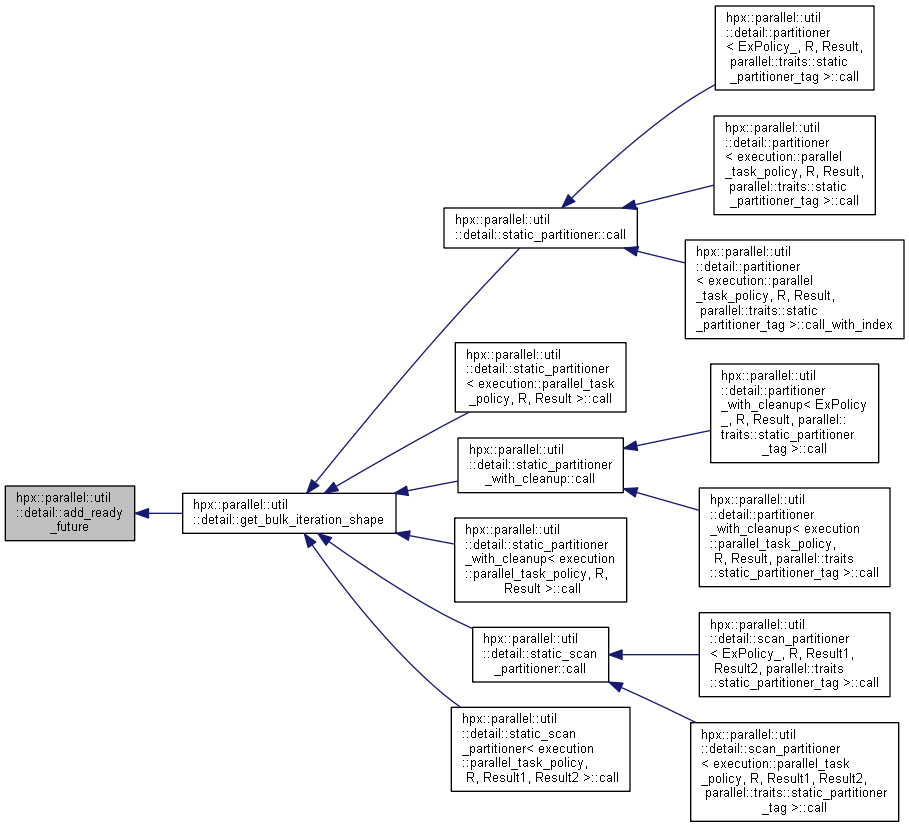 hpx::parallel::util
::detail::partitioner
< ExPolicy_, R, Result,
parallel::traits::static
_partitioner_tag >::call
hpx::parallel::util
::detail::partitioner
< execution::parallel
_task_policy, R, Result,
parallel::traits::static
_partitioner_tag >::call
hpx::parallel::util
::detail::static_partitioner::call
hpx::parallel::util
::detail::partitioner
< execution::parallel
_task_policy, R, Result,
parallel::traits::static
_partitioner_tag >::call_with_index
hpx::parallel::util
::detail::static_partitioner
< execution::parallel_task
_policy, R, Result >::call
hpx::parallel::util
::detail::partitioner
_with_cleanup< ExPolicy
_, R, Result, parallel::
traits::static_partitioner
_tag >::call
hpx::parallel::util
::detail::static_partitioner
_with_cleanup::call
hpx::parallel::util
::detail::add_ready
_future
hpx::parallel::util
::detail::get_bulk_iteration_shape
hpx::parallel::util
::detail::partitioner
_with_cleanup< execution
::parallel_task_policy,
R, Result, parallel::traits
::static_partitioner_tag >::call
hpx::parallel::util
::detail::static_partitioner
_with_cleanup< execution
::parallel_task_policy, R,
Result >::call
hpx::parallel::util
::detail::static_scan
_partitioner::call
hpx::parallel::util
::detail::scan_partitioner
< ExPolicy_, R, Result1,
Result2, parallel::traits
::static_partitioner_tag >::call
hpx::parallel::util
::detail::static_scan
_partitioner< execution
::parallel_task_policy,
R, Result1, Result2 >::call
hpx::parallel::util
::detail::scan_partitioner
< execution::parallel_task
_policy, R, Result1, Result2,
parallel::traits::static_partitioner
_tag >::call